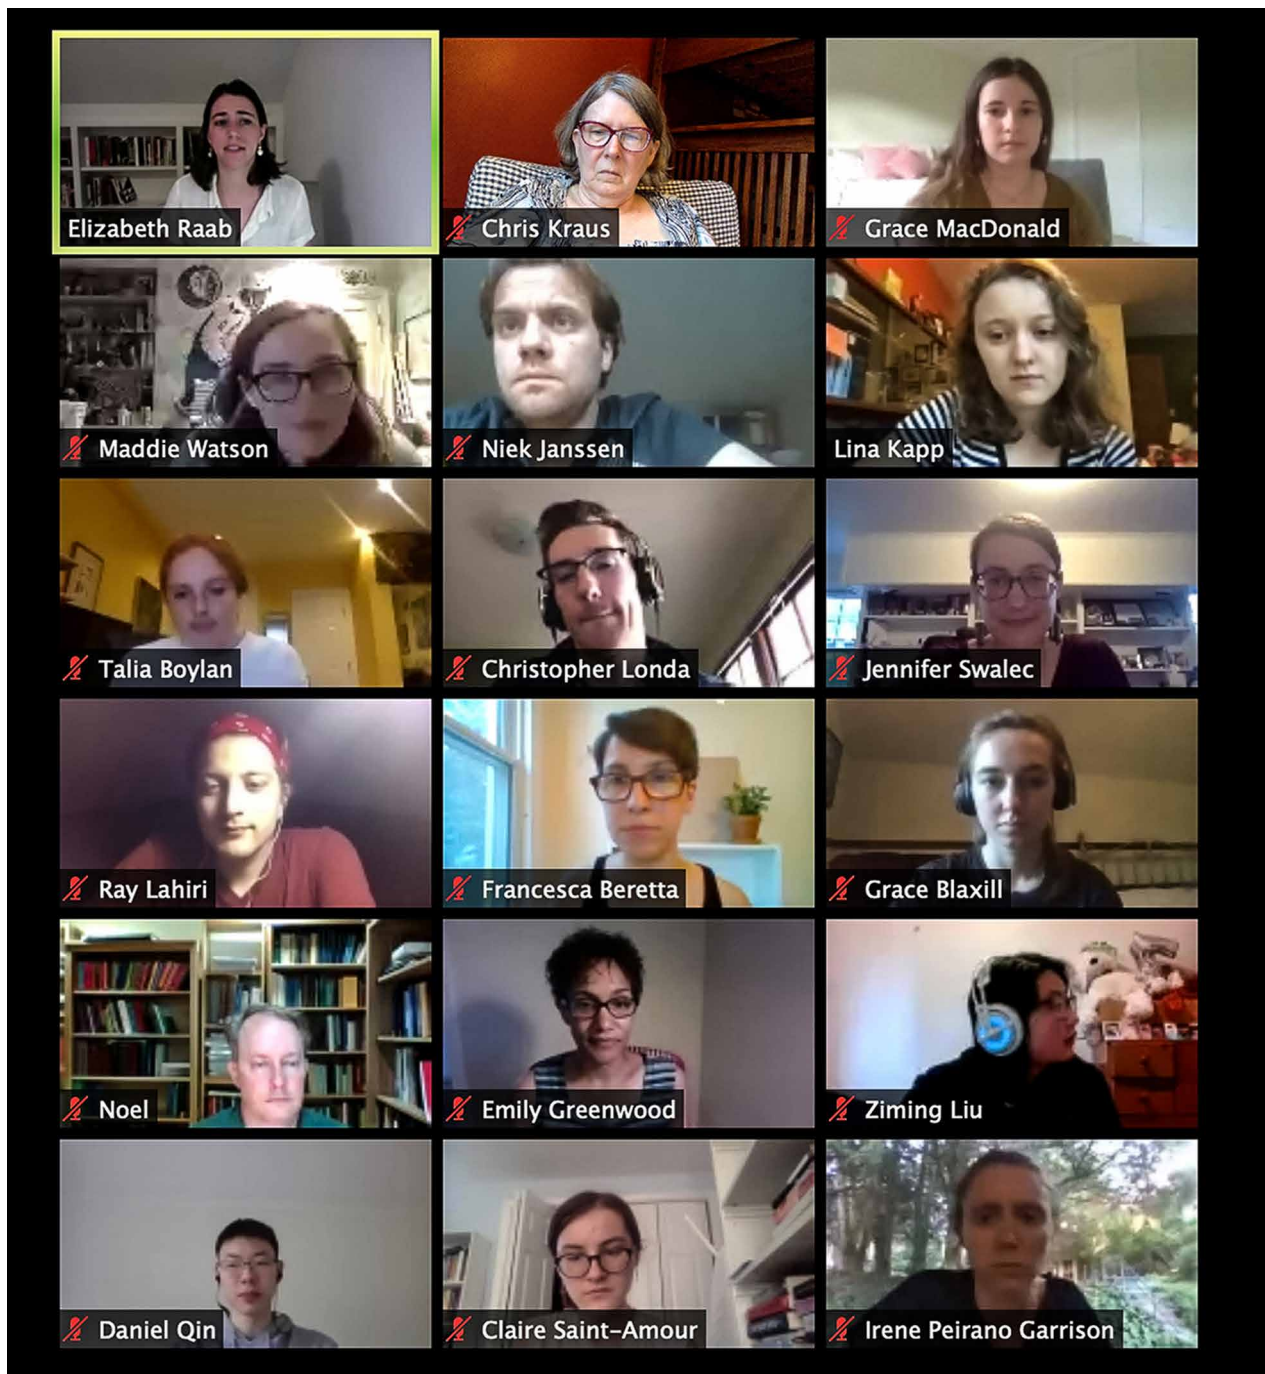 Elizabeth Raab
Chris Kraus
Grace MacDonald
Maddie Watson
Niek Janssen
Lina Kapp
Talia Boylan
Christopher Londa
Jennifer Swalec
Ray Lahiri
Francesca Beretta
Grace Blaxill
Noel
Emily Greenwood
Ziming Liu
Daniel Qin
Claire Saint-Amour
Irene Peirano Garrison